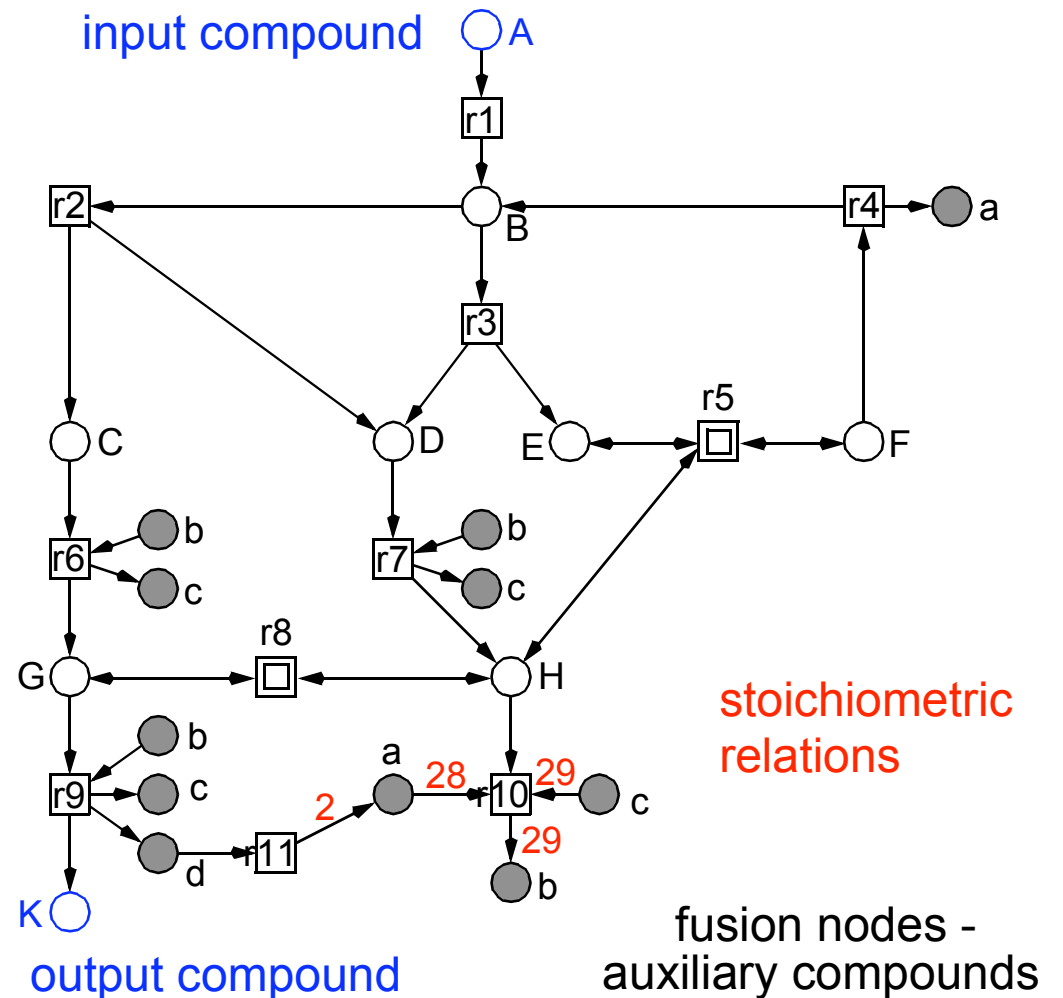 input compound
A
r1
r2
B
r4
a
r3
r5
C
D
E
F
b
b
r6
r7
c
c
r8
G
H
stoichiometric
relations
b
a
28
29
r9
c
2
r10
c
r11
29
d
b
K
fusion nodes -
auxiliary compounds
output compound